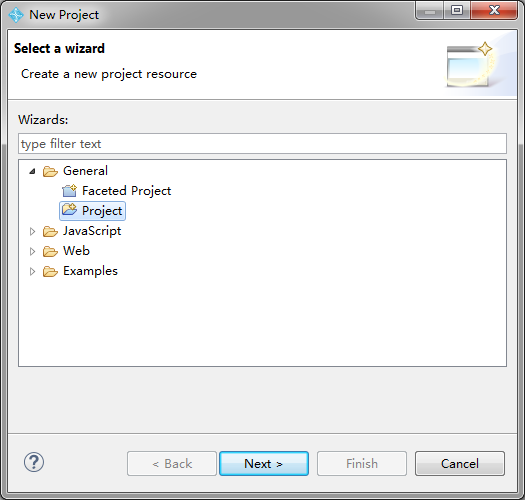 New Project
Select a wizard
Create a new project resource
Wizards:
type filter text
General
Faceted Project
Project
JavaScript
Web
Examples
?
< Back
Next >
Finish
Cancel